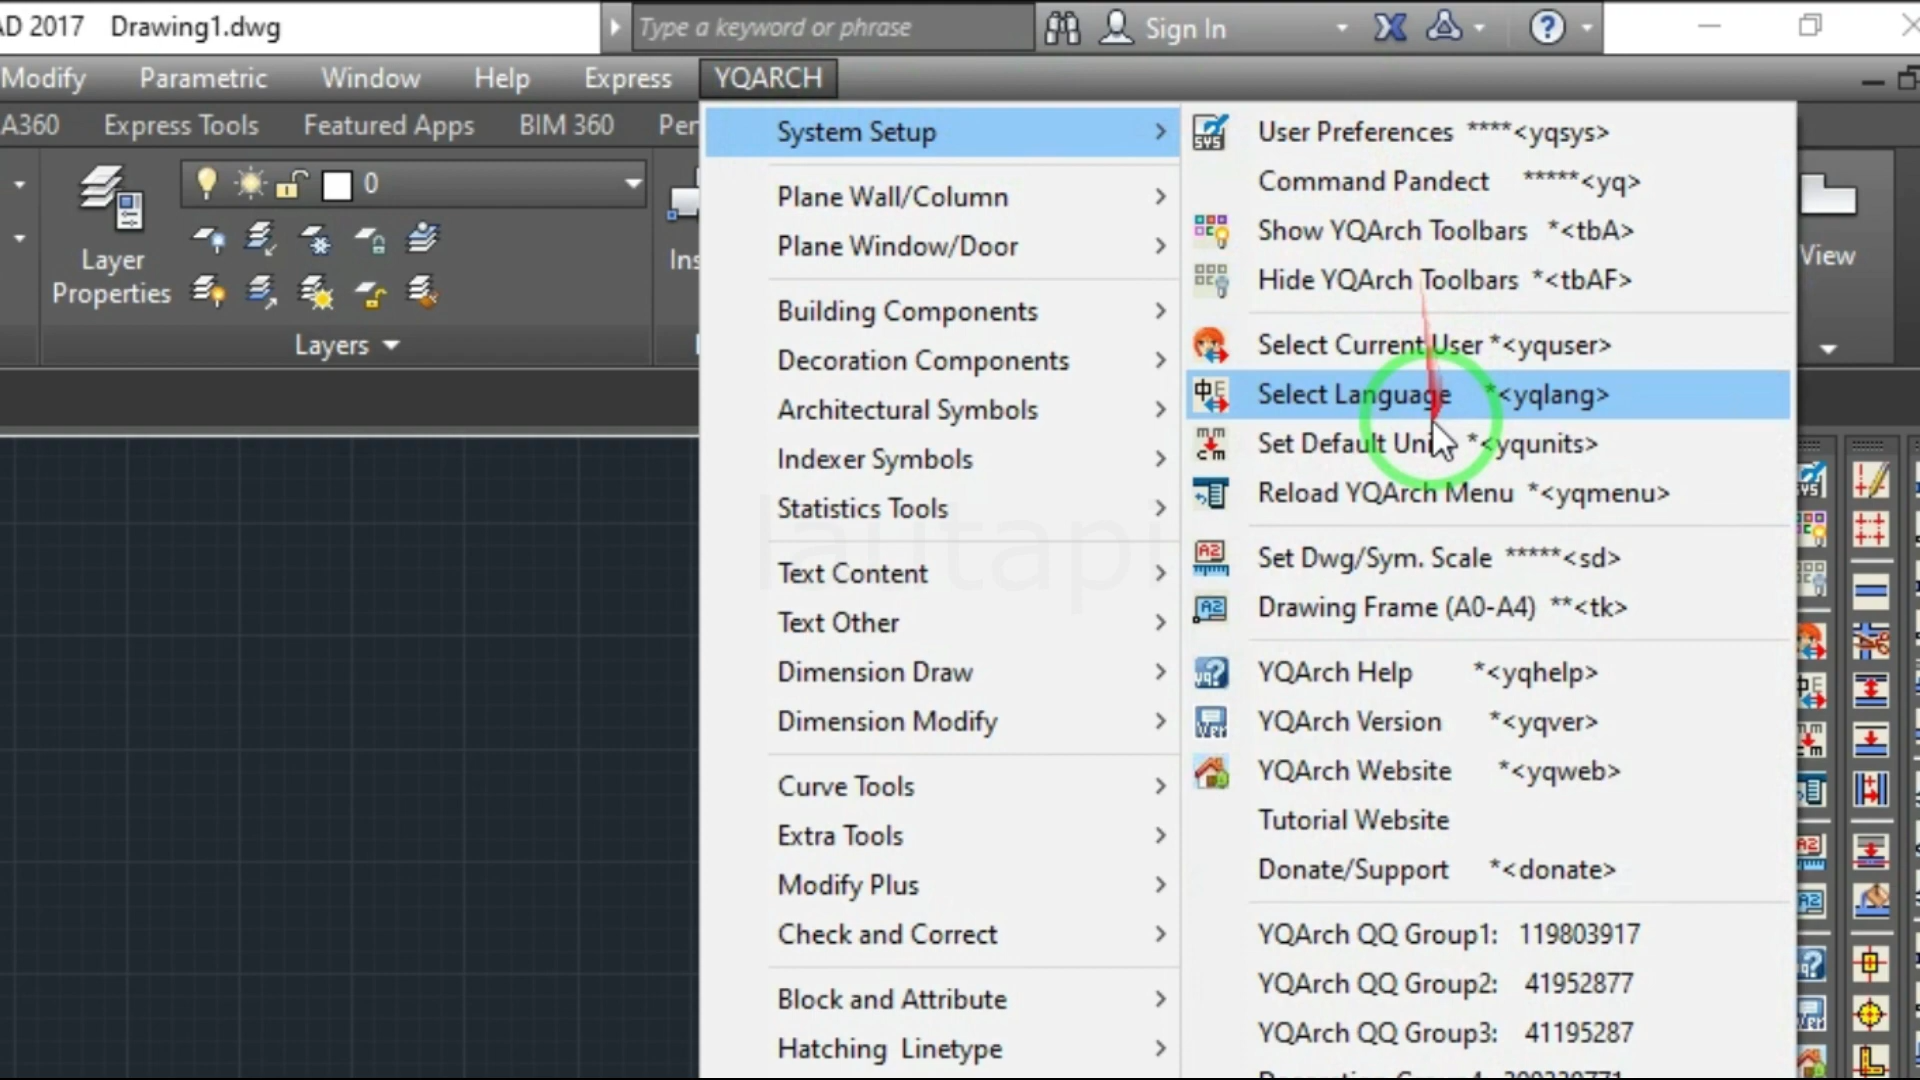 AD 2017 Drawing1.dwg
Type a keyword or phrase
Sign In
Modify Parametric Window Help Express YQARCH
A360 Express Tools Featured Apps BIM 360
Layer
Properties
0
Layers
View
System Setup
Plane Wall/Column
Plane Window/Door
Building Components
Decoration Components
Architectural Symbols
Indexer Symbols
Statistics Tools
Text Content
Text Other
Dimension Draw
Dimension Modify
Curve Tools
Extra Tools
Modify Plus
Check and Correct
Block and Attribute
Hatching Linetype
User Preferences ****<yqsys>
Command Pandect *****<yq>
Show YQArch Toolbars *<tbA>
Hide YQArch Toolbars *<tbAF>
Select Current User *<yquser>
Select Language *<yqlang>
Set Default *<yqunits>
Reload YQArch Menu *<yqmenu>
Set Dwg/Sym. Scale *****<sd>
Drawing Frame (A0-A4) **<tk>
YQArch Help *<yqhelp>
YQArch Version *<yqver>
YQArch Website *<yqweb>
Tutorial Website
Donate/Support *<donate>
YQArch QQ Group1: 119803917
YQArch QQ Group2: 41952877
YQArch QQ Group3: 41195287
lautapi